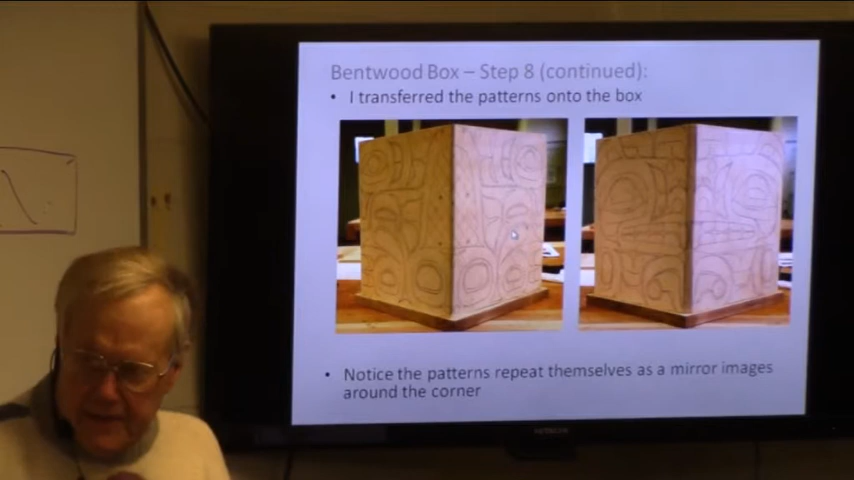 Bentwood Box – Step 8 (continued):
• I transferred the patterns onto the box
• Notice the patterns repeat themselves as a mirror images
around the corner
HITACHI